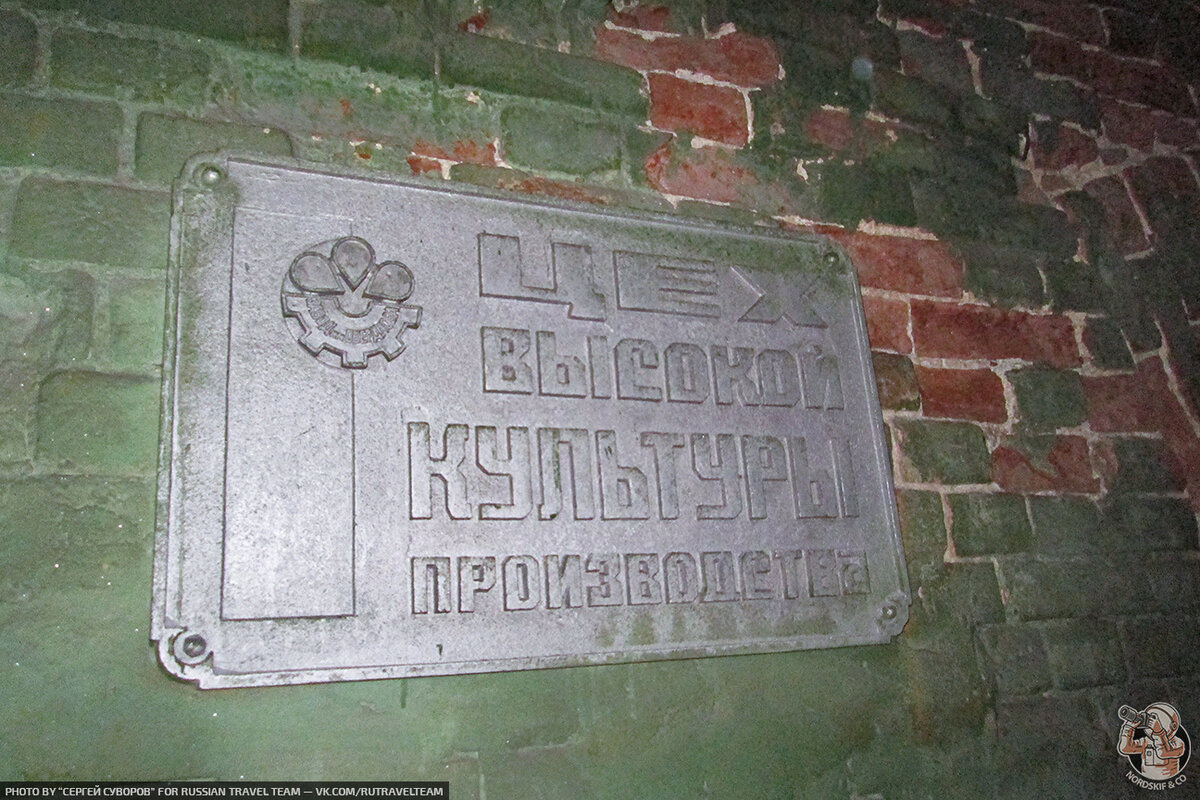 ЦЕХ
ВЫСОКОЙ
КУЛЬТУРЫ
ПРОИЗВОДСТВа
PHOTO BY "СЕРГЕЙ СУВОРОВ" FOR RUSSIAN TRAVEL TEAM — VK.COM/RUTRAVELTEAM
NORDSKIF & CO